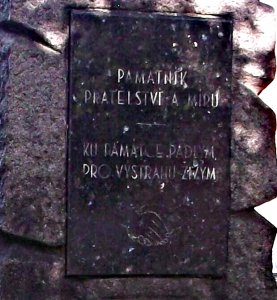 PAMÁTNÍK
PŘÁTELSTVÍ A MÍRU
KU PAMÁTCE PADLÝM
PRO VÝSTRAHU ŽIVÝM